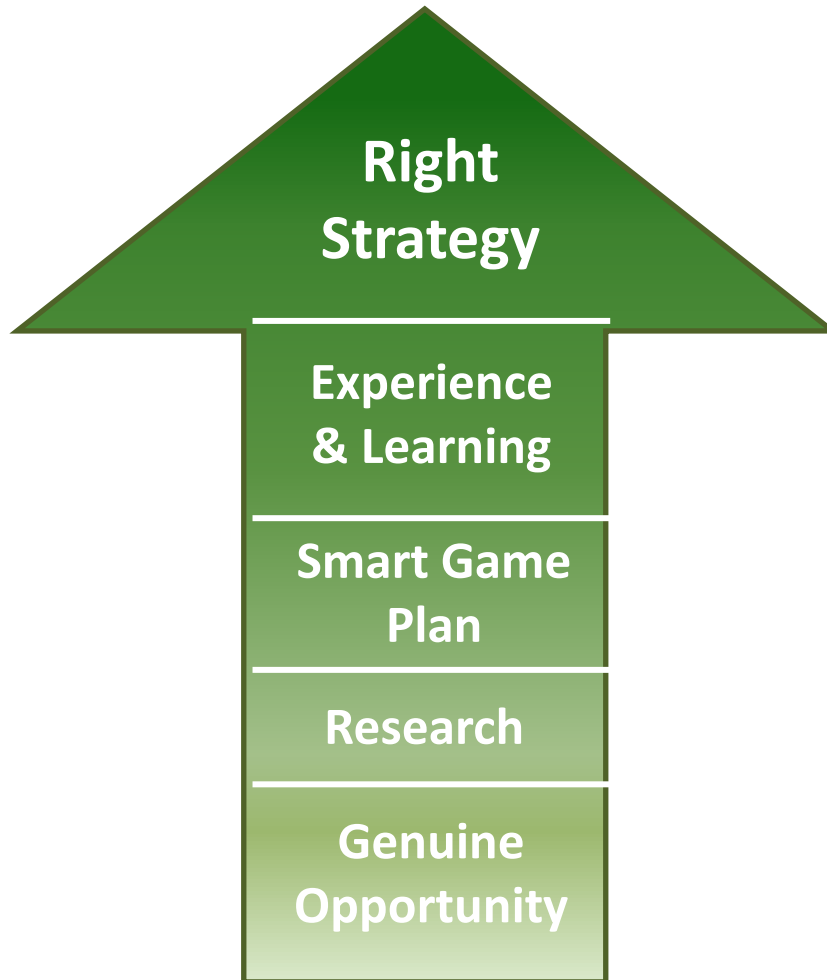 Right
Strategy
Experience
& Learning
Smart Game
Plan
Research
Genuine
Opportunity